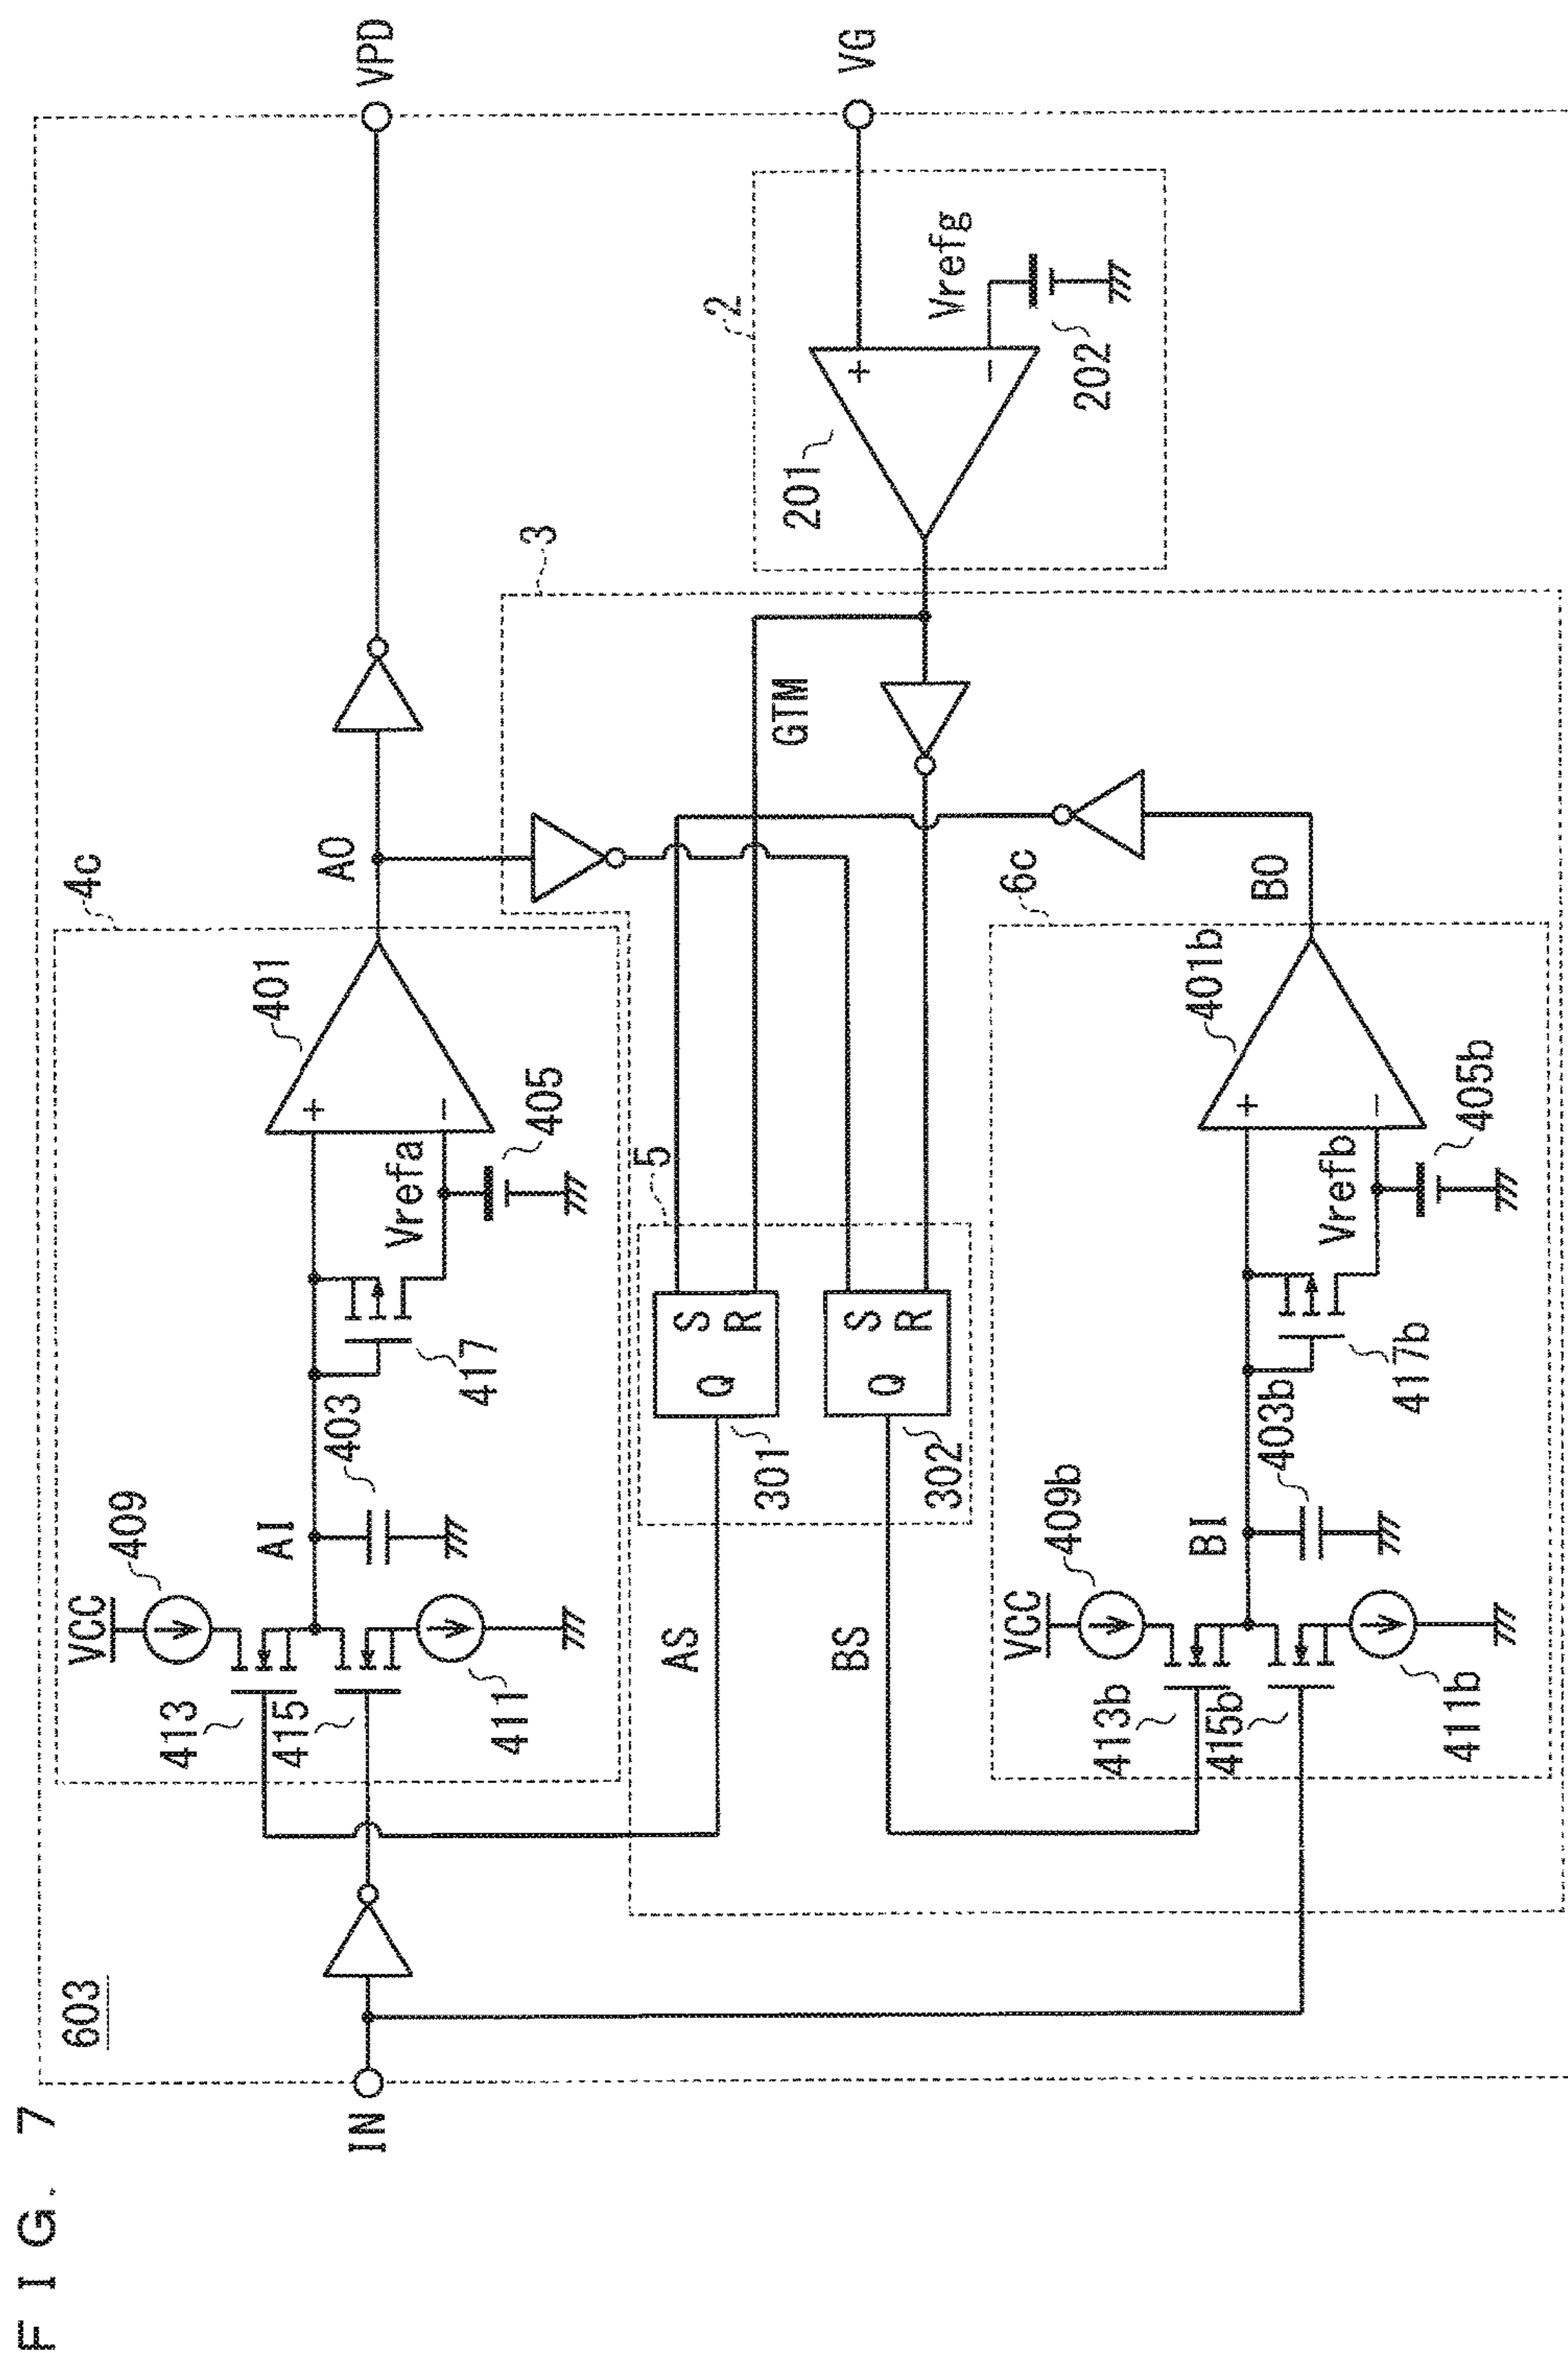 FIG. 7
603
IN
VPD
VG
4c
VCC
409
413
415
411
AI
403
417
Vrefa
405
401
+
−
AO
3
2
201
+
−
Vrefg
202
GTM
5
S
R
Q
301
S
R
Q
302
AS
BS
6c
VCC
409b
413b
415b
411b
BI
403b
417b
Vrefb
405b
401b
+
−
BO